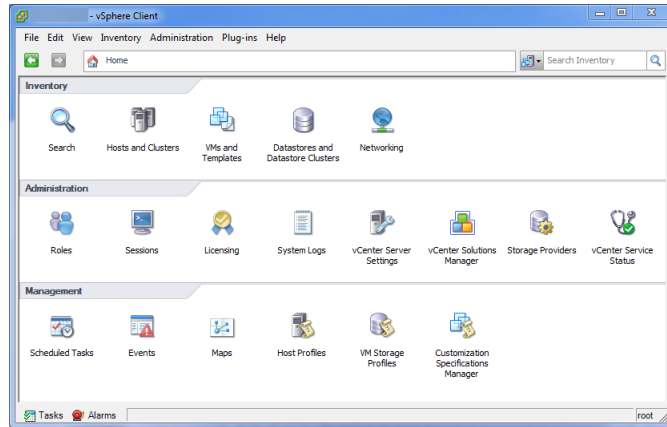 - vSphere Client
File Edit View Inventory Administration Plug-ins Help
Home
Search Inventory
Inventory
Search
Hosts and Clusters
VMs and
Templates
Datastores and
Datastore Clusters
Networking
Administration
Roles
Sessions
Licensing
System Logs
vCenter Server
Settings
vCenter Solutions
Manager
Storage Providers
vCenter Service
Status
Management
Scheduled Tasks
Events
Maps
Host Profiles
VM Storage
Profiles
Customization
Specifications
Manager
Tasks Alarms
root